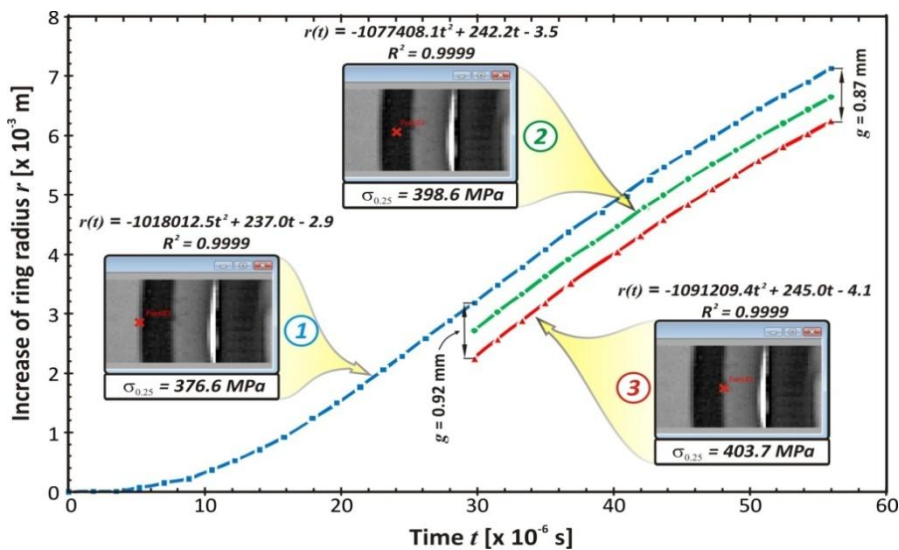 r(t) = -1077408.1t² + 242.2t - 3.5
R² = 0.9999
2
σ0.25 = 398.6 MPa
g = 0.87 mm
r(t) = -1018012.5t² + 237.0t - 2.9
R² = 0.9999
1
σ0.25 = 376.6 MPa
r(t) = -1091209.4t² + 245.0t - 4.1
R² = 0.9999
3
σ0.25 = 403.7 MPa
g = 0.92 mm
Increase of ring radius r [x 10⁻³ m]
8
7
6
5
4
3
2
1
0
0
10
20
30
40
50
60
Time t [x 10⁻⁶ s]